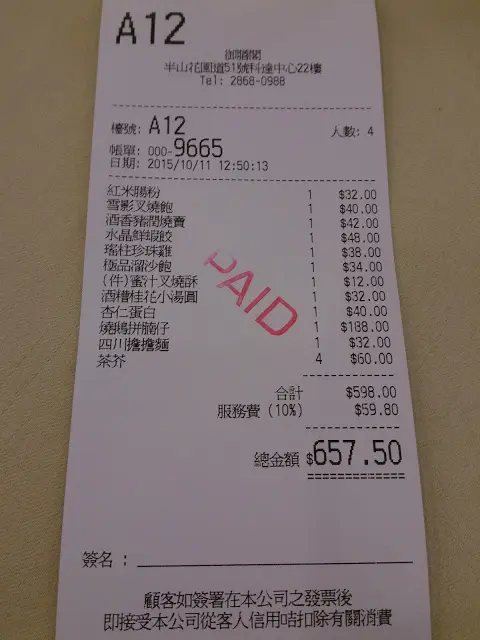 A12
御膳閣
半山花園道51號科達中心22樓
Tel: 2868-0988
檯號: A12 人數: 4
帳單: 000-9665
日期: 2015/10/11 12:50:13
紅米腸粉 1 $32.00
雪影叉燒飽 1 $40.00
酒香豬潤燒賣 1 $42.00
水晶鮮蝦餃 1 $48.00
瑤柱珍珠雞 1 $38.00
極品溜沙飽 1 $34.00
(件)蜜汁叉燒酥 1 $12.00
酒糟桂花小湯圓 1 $32.00
杏仁蛋白 1 $40.00
燒鵝拼腩仔 1 $188.00
四川擔擔麵 1 $32.00
茶芥 4 $60.00
PAID
合計 $598.00
服務費 (10%) $59.80
總金額 $657.50
簽名 :
顧客如簽署在本公司之發票後
即接受本公司從客人信用咭扣除有關消費